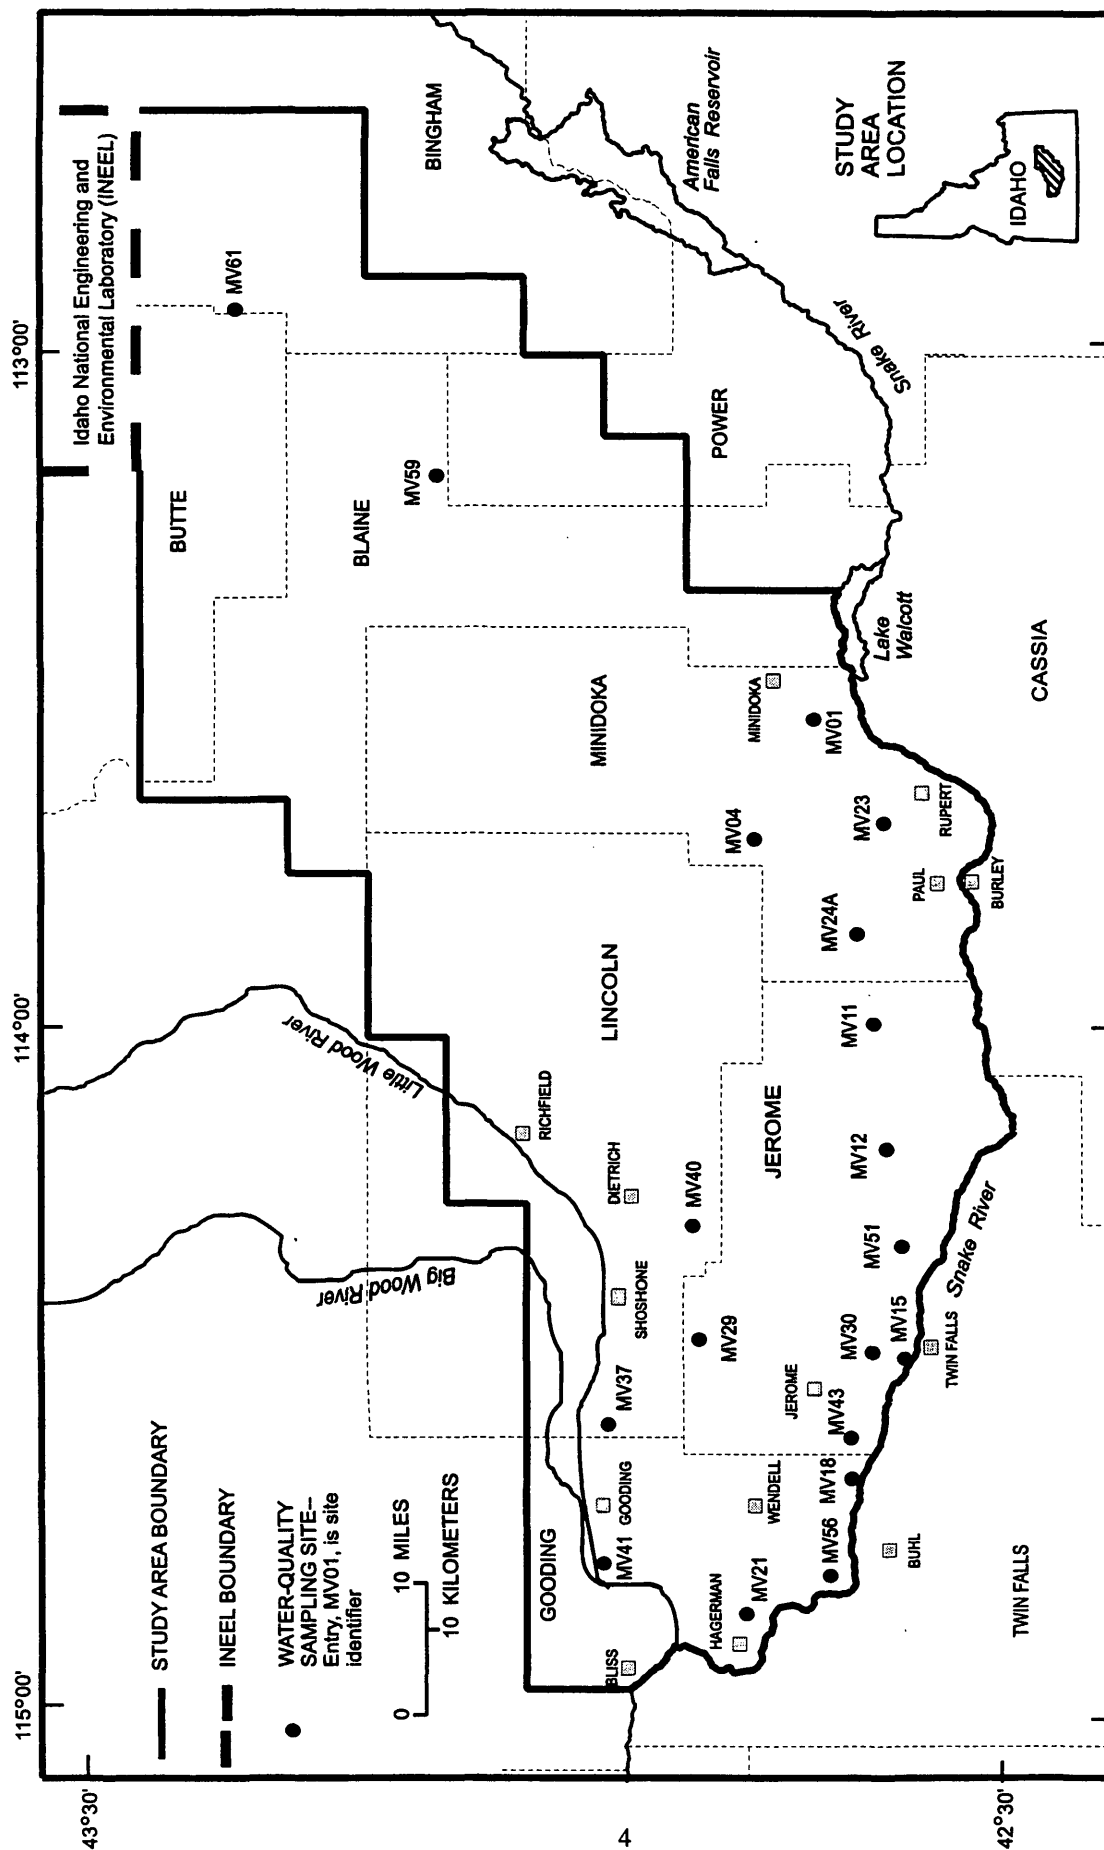 115°00'
114°00'
113°00'
43°30'
42°30'
STUDY AREA BOUNDARY
INEEL BOUNDARY
WATER-QUALITY
SAMPLING SITE--
Entry, MV01, is site
identifier
0
10 MILES
10 KILOMETERS
Idaho National Engineering and
Environmental Laboratory (INEEL)
BUTTE
MV61
BINGHAM
BLAINE
MV59
Big Wood River
Little Wood River
GOODING
RICHFIELD
DIETRICH
SHOSHONE
LINCOLN
MINIDOKA
American
Falls Reservoir
POWER
BLISS
MV41
GOODING
MV37
MV40
MV29
HAGERMAN
MV21
WENDELL
JEROME
JEROME
MV04
MINIDOKA
MV01
MV56
MV18
MV43
MV30
MV15
MV51
MV12
MV11
MV24A
MV23
RUPERT
PAUL
BURLEY
Lake
Walcott
Snake River
BUHL
TWIN FALLS
Snake River
TWIN FALLS
CASSIA
STUDY
AREA
LOCATION
IDAHO
4